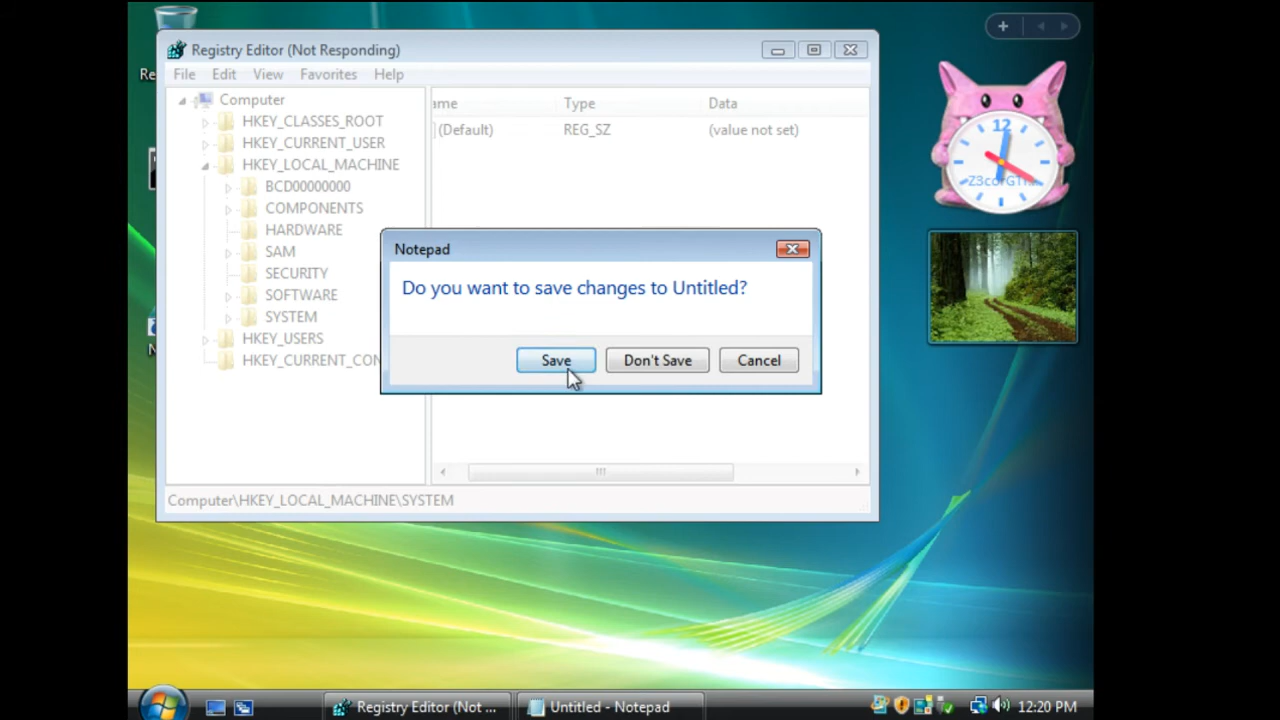 Re
Registry Editor (Not Responding)
File Edit View Favorites Help
Computer
HKEY_CLASSES_ROOT
HKEY_CURRENT_USER
HKEY_LOCAL_MACHINE
BCD00000000
COMPONENTS
HARDWARE
SAM
SECURITY
SOFTWARE
SYSTEM
HKEY_USERS
HKEY_CURRENT_CON
ame Type Data
(Default) REG_SZ (value not set)
Notepad
Do you want to save changes to Untitled?
Save Don't Save Cancel
Computer\HKEY_LOCAL_MACHINE\SYSTEM
12
N
Registry Editor (Not ... Untitled - Notepad 12:20 PM